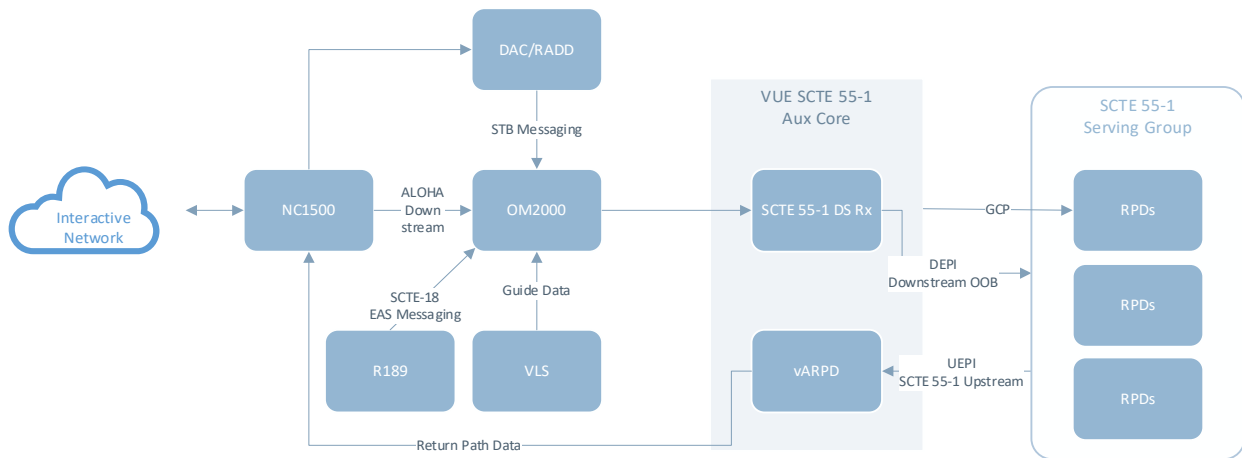 DAC/RADD
VUE SCTE 55-1
Aux Core
SCTE 55-1
Serving Group
STB Messaging
Interactive
Network
NC1500
ALOHA
Down
stream
OM2000
SCTE 55-1 DS Rx
GCP
RPDs
DEPI
Downstream OOB
RPDs
SCTE-18
EAS Messaging
Guide Data
R189
VLS
vARPD
UEPI
SCTE 55-1 Upstream
RPDs
Return Path Data